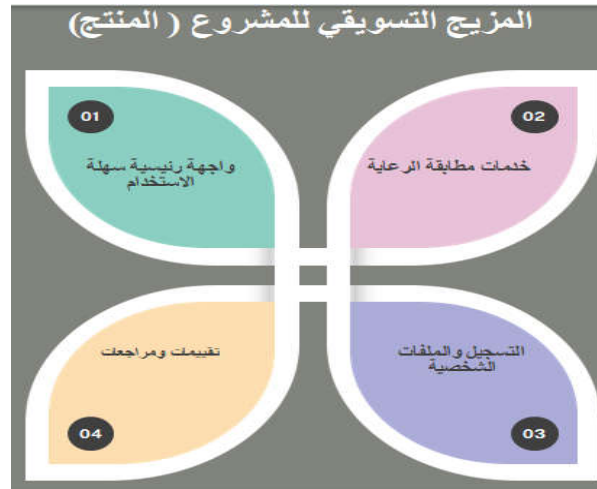 المزيج التسويقي للمشروع ( المنتج)
01
واجهة رئيسية سهلة
الاستخدام
02
خدمات مطابقة الرعاية
التسجيل والملفات
الشخصية
03
تقييمات ومراجعات
04